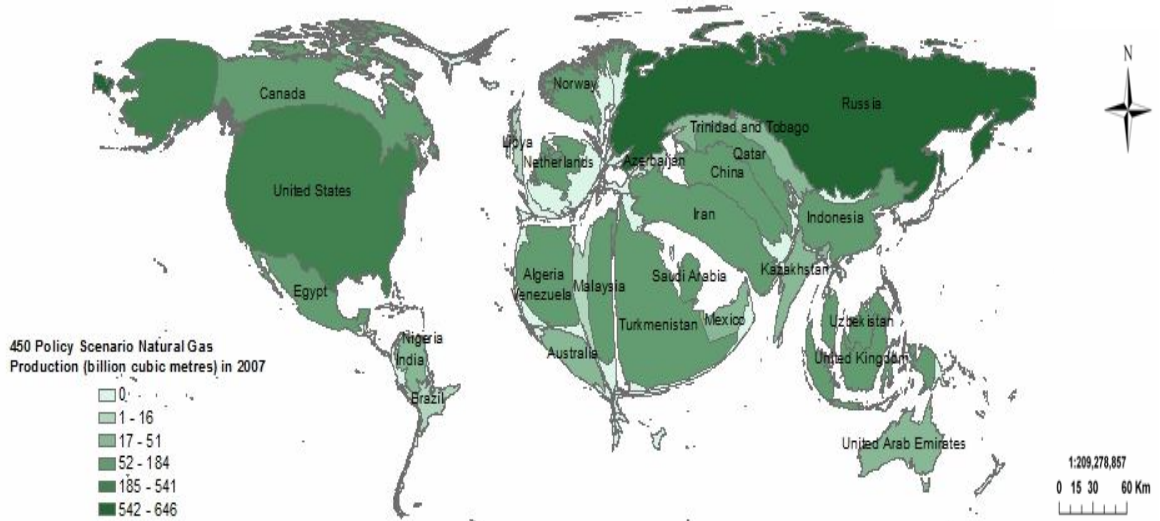 N
Norway
Canada
Russia
Trinidad and Tobago
Libya
Netherlands
Azerbaijan
Qatar
China
United States
Iran
Indonesia
Kazakhstan
Algeria
Saudi Arabia
Egypt
Malaysia
Venezuela
Turkmenistan
Mexico
Uzbekistan
Nigeria
India
Australia
United Kingdom
Brazil
United Arab Emirates
450 Policy Scenario Natural Gas
Production (billion cubic metres) in 2007
0
1 - 16
17 - 51
52 - 184
185 - 541
542 - 646
1:209,278,857
0 15 30 60 Km